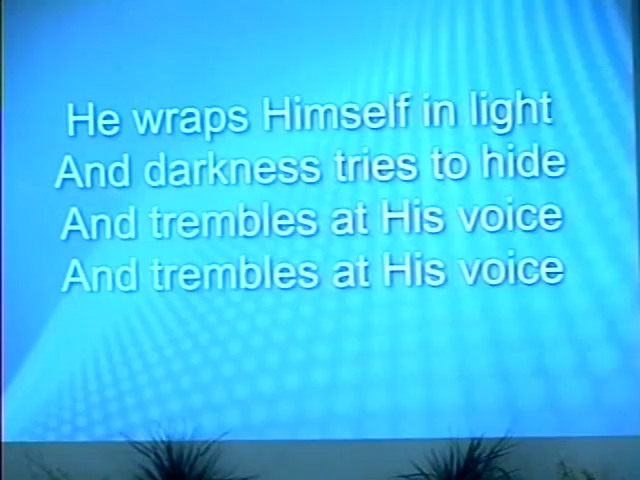 He wraps Himself in light
And darkness tries to hide
And trembles at His voice
And trembles at His voice